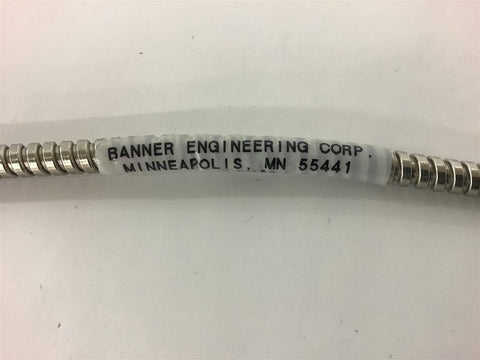 BANNER ENGINEERING CORP.
MINNEAPOLIS, MN 55441